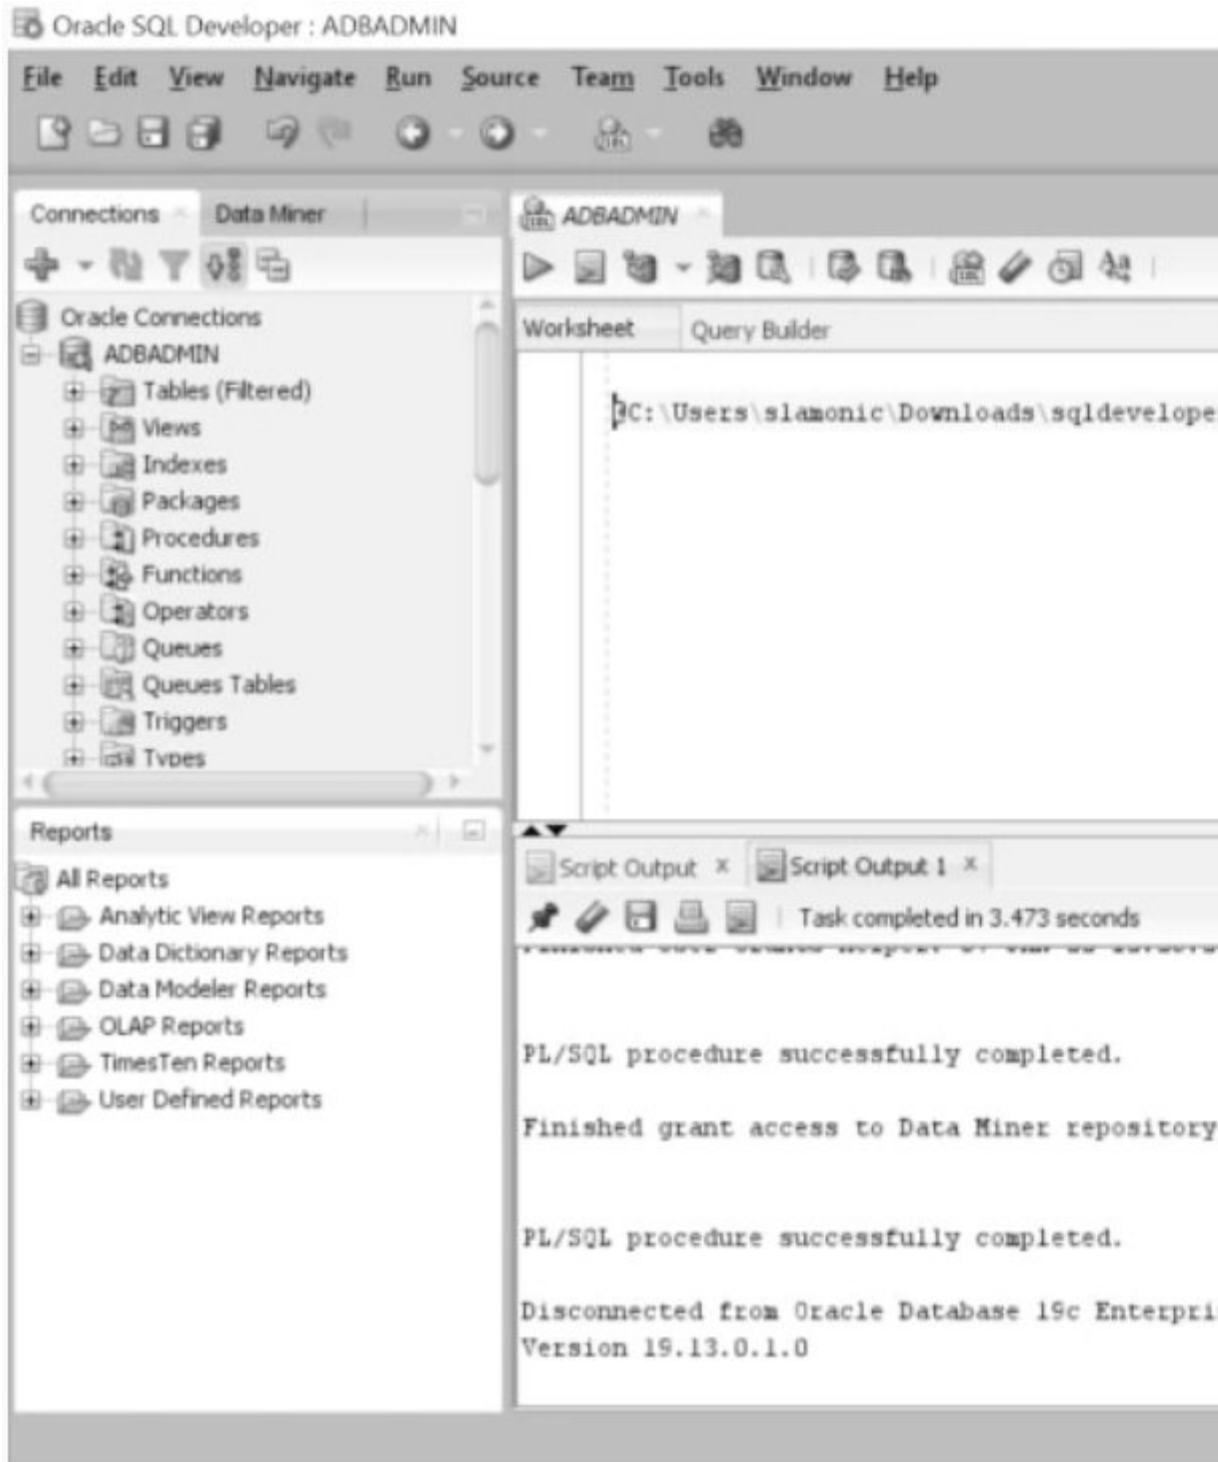 Oracle SQL Developer : ADBADMIN
File Edit View Navigate Run Source Team Tools Window Help
Connections
Data Miner
Oracle Connections
ADBADMIN
Tables (Filtered)
Views
Indexes
Packages
Procedures
Functions
Operators
Queues
Queues Tables
Triggers
Types
Reports
All Reports
Analytic View Reports
Data Dictionary Reports
Data Modeler Reports
OLAP Reports
TimesTen Reports
User Defined Reports
ADBADMIN
Worksheet Query Builder
@C:\Users\slamonic\Downloads\sqldevelope
Script Output x Script Output 1 x
Task completed in 3.473 seconds
Finished user grants helper.
PL/SQL procedure successfully completed.
Finished grant access to Data Miner repository
PL/SQL procedure successfully completed.
Disconnected from Oracle Database 19c Enterpri
Version 19.13.0.1.0